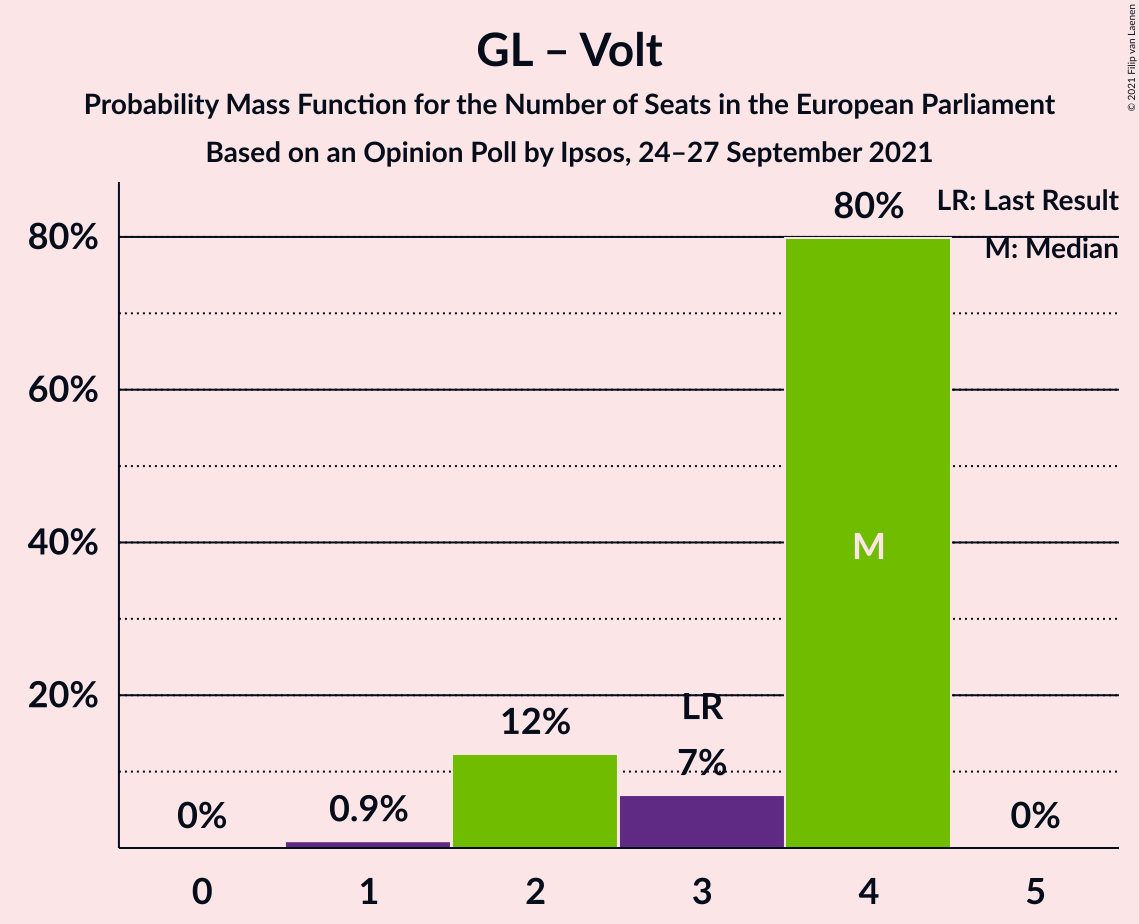 GL – Volt
Probability Mass Function for the Number of Seats in the European Parliament
Based on an Opinion Poll by Ipsos, 24–27 September 2021
© 2021 Filip van Laenen
LR: Last Result
M: Median
80%
60%
40%
20%
0%
0.9%
12%
LR
7%
80%
M
0%
0
1
2
3
4
5